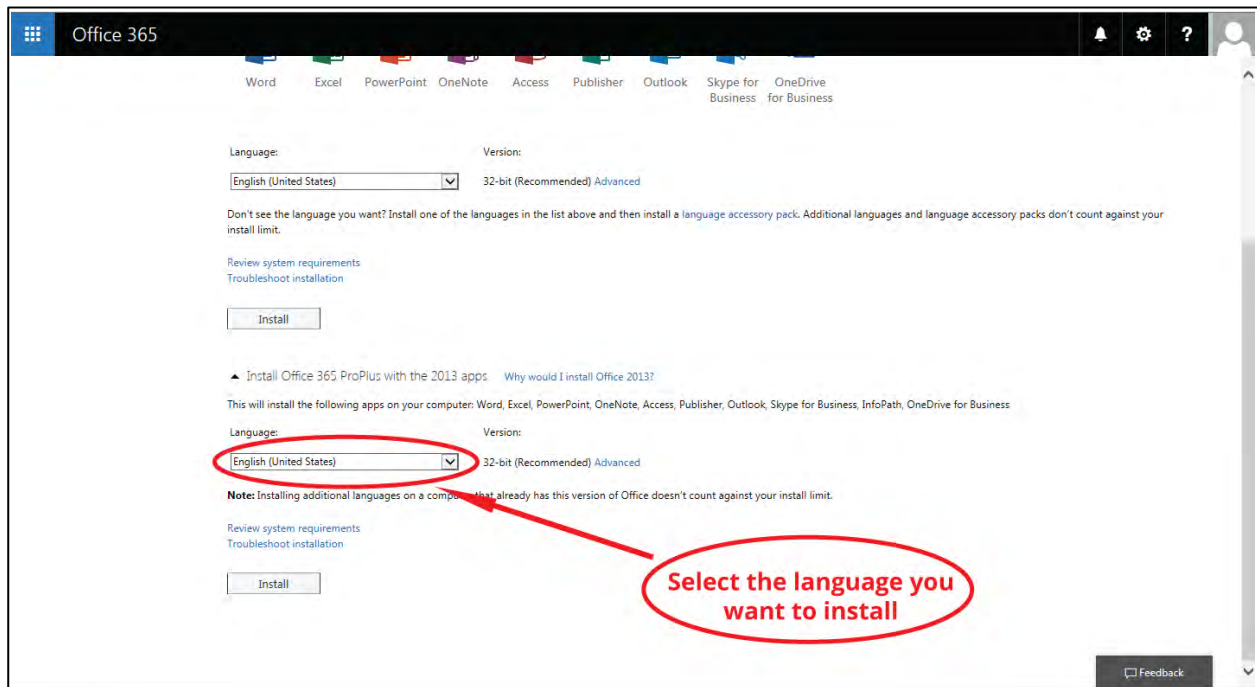 Office 365
?
Word Excel PowerPoint OneNote Access Publisher Outlook Skype for Business OneDrive for Business
Language: Version:
English (United States) 32-bit (Recommended) Advanced
Don't see the language you want? Install one of the languages in the list above and then install a language accessory pack. Additional languages and language accessory packs don't count against your
install limit.
Review system requirements
Troubleshoot installation
Install
Install Office 365 ProPlus with the 2013 apps Why would I install Office 2013?
This will install the following apps on your computer: Word, Excel, PowerPoint, OneNote, Access, Publisher, Outlook, Skype for Business, InfoPath, OneDrive for Business
Language: Version:
English (United States) 32-bit (Recommended) Advanced
Note: Installing additional languages on a computer that already has this version of Office doesn't count against your install limit.
Review system requirements
Troubleshoot installation
Install
Select the language you
want to install
Feedback